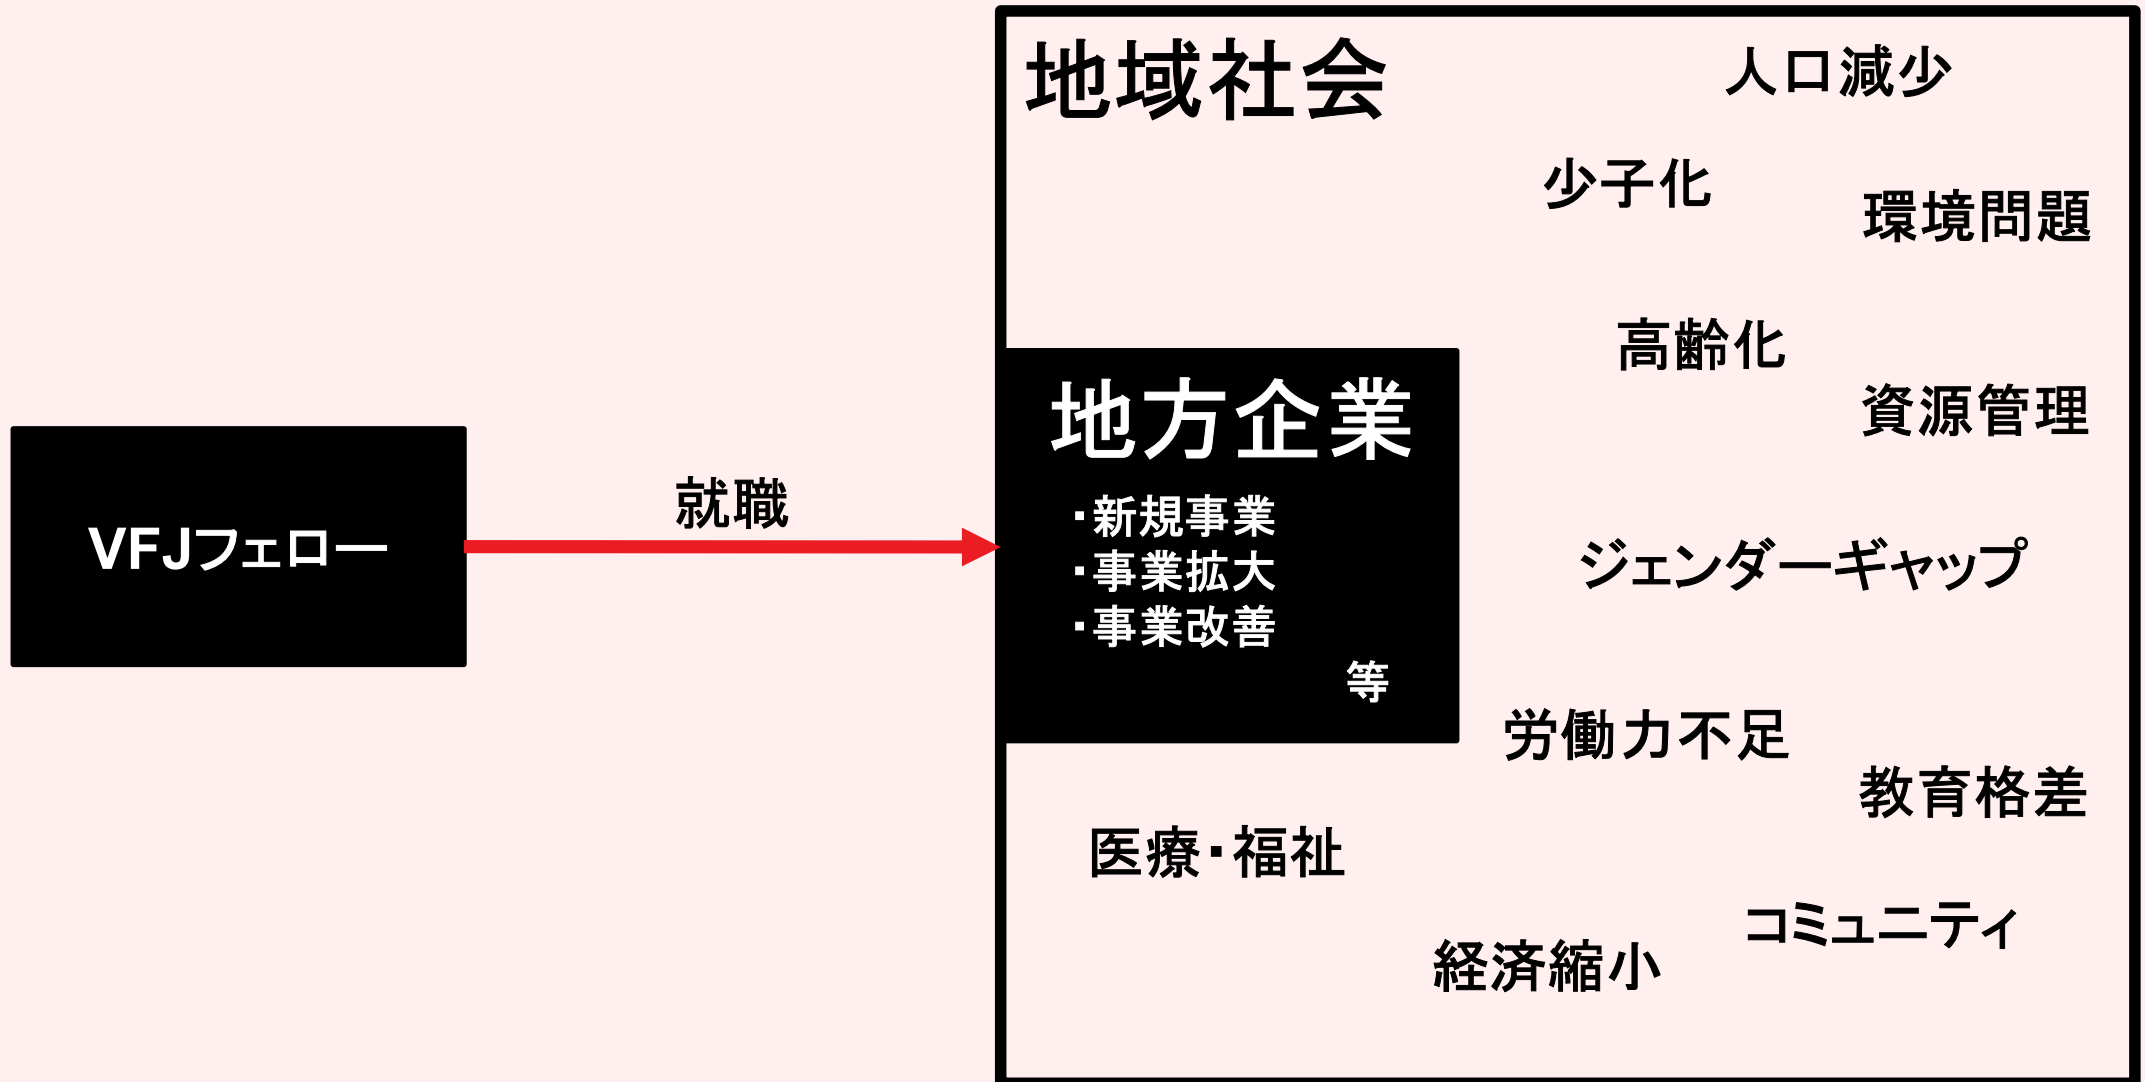 地域社会
人口減少
少子化
環境問題
高齢化
資源管理
地方企業
・新規事業
・事業拡大
・事業改善
等
就職
VFJフェロー
ジェンダーギャップ
労働力不足
教育格差
医療・福祉
コミュニティ
経済縮小